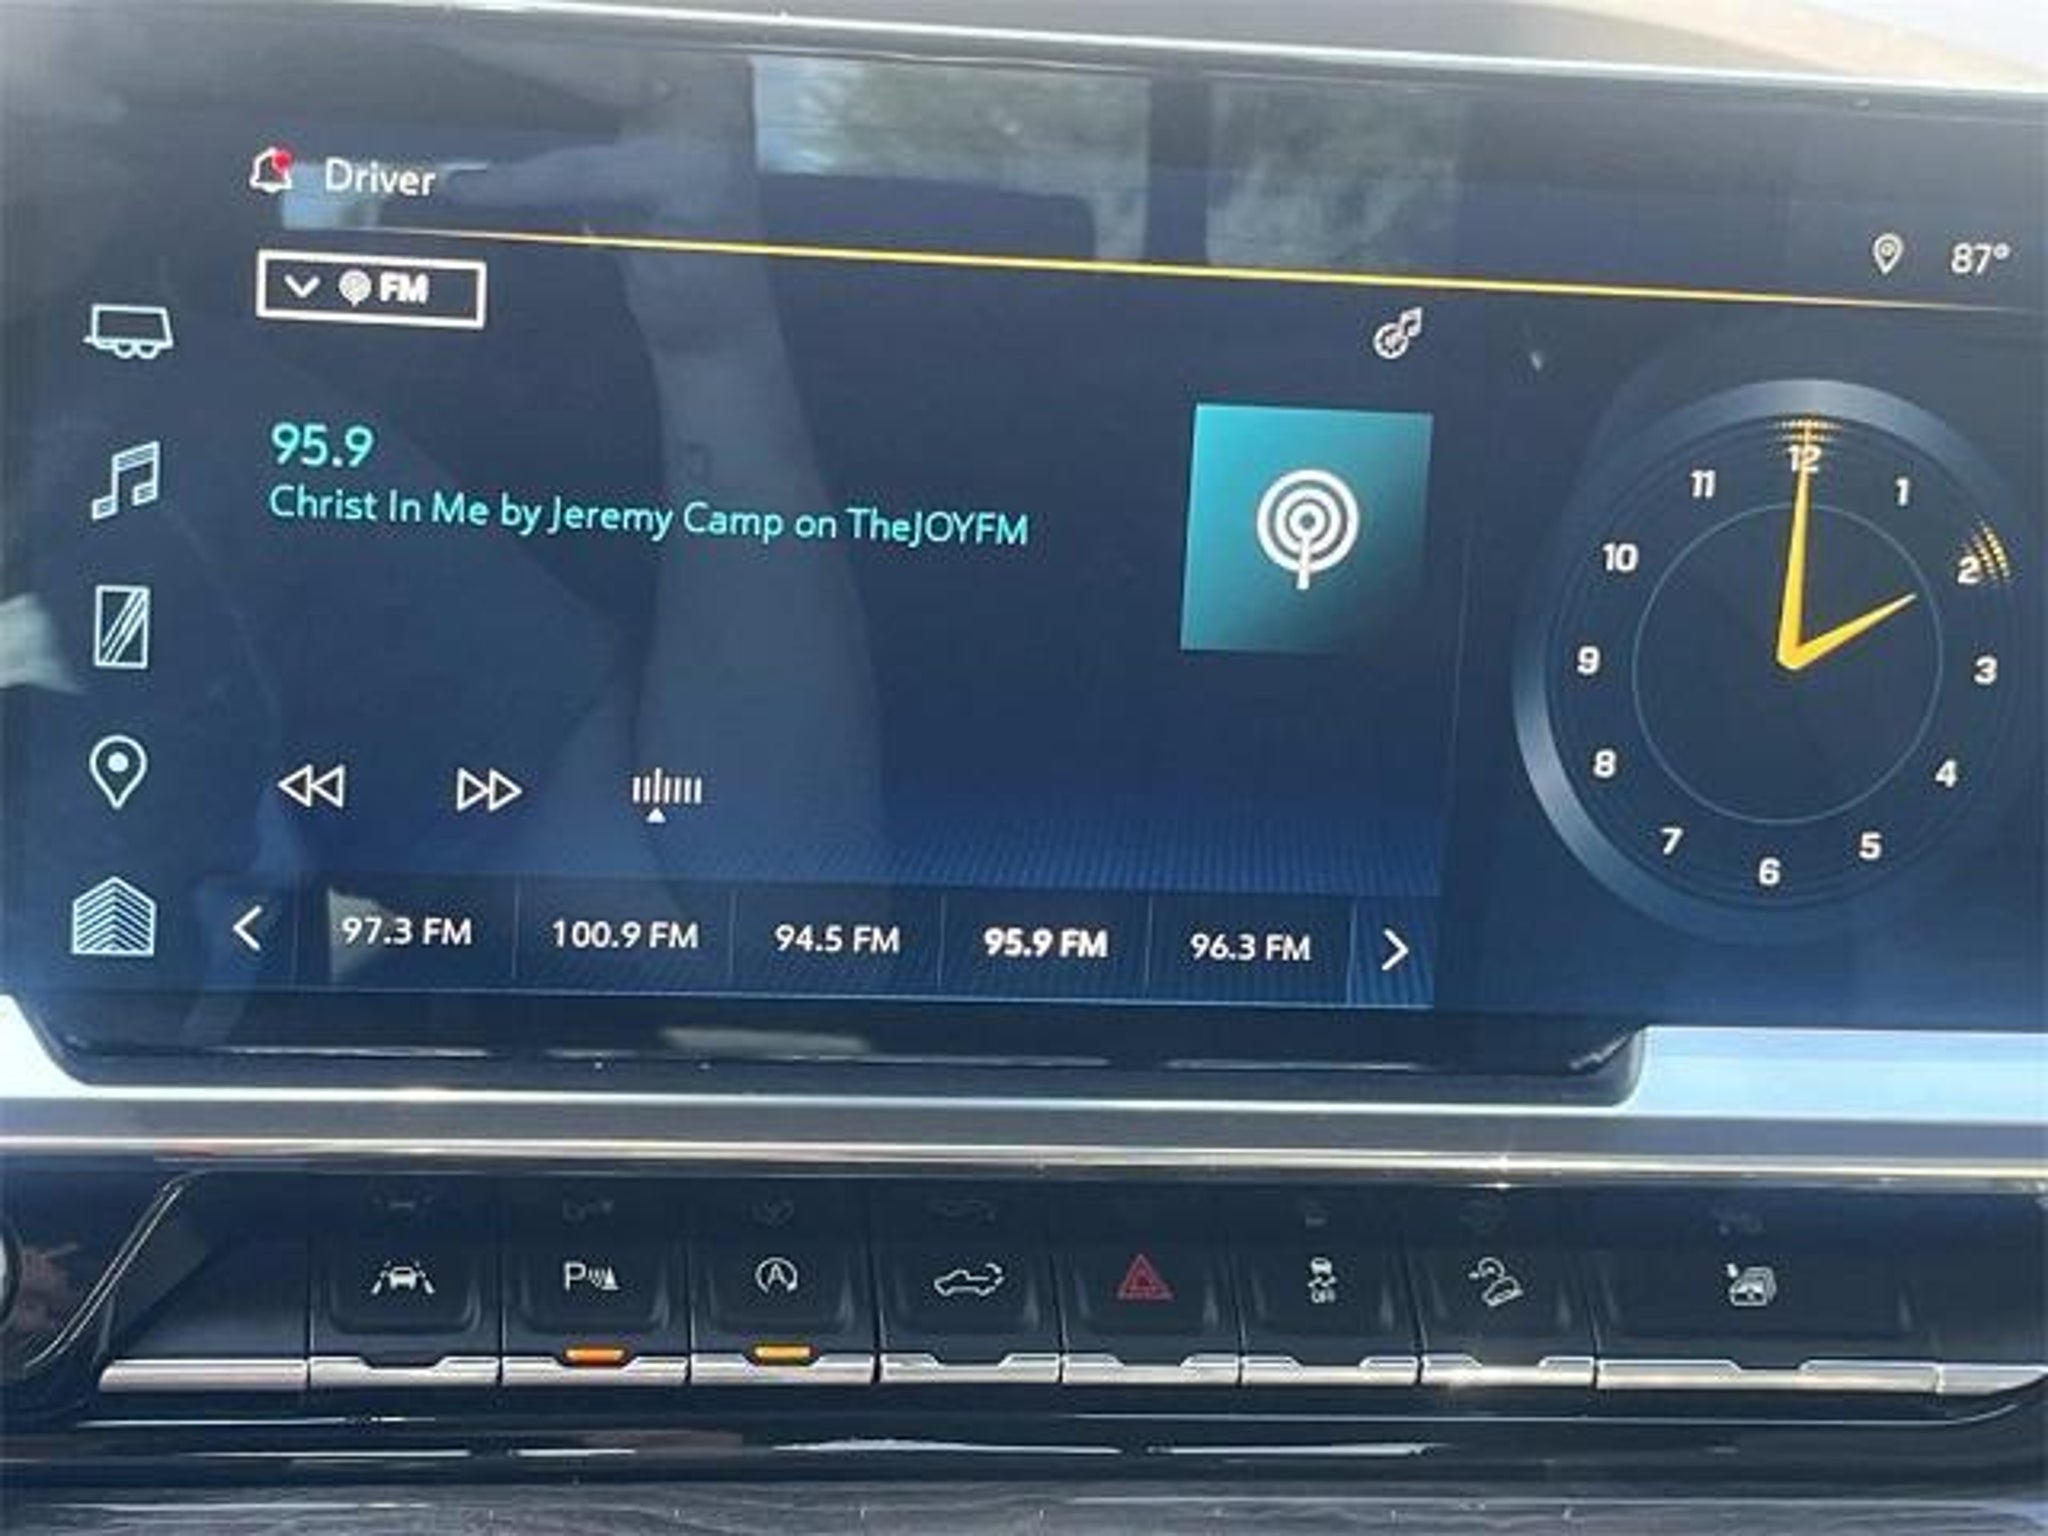 Driver
87°
FM
95.9
Christ In Me by Jeremy Camp on TheJOYFM
12
1
2
3
4
5
6
7
8
9
10
11
97.3 FM
100.9 FM
94.5 FM
95.9 FM
96.3 FM
P
A
OFF